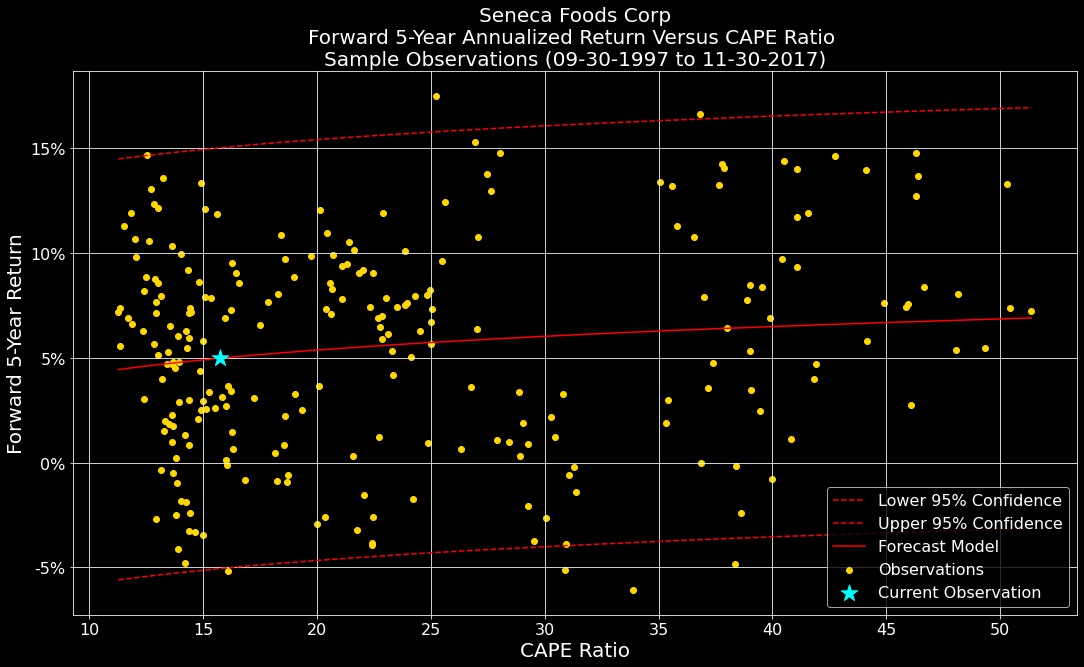 Seneca Foods Corp
Forward 5-Year Annualized Return Versus CAPE Ratio
Sample Observations (09-30-1997 to 11-30-2017)
Forward 5-Year Return
15%
10%
5%
0%
-5%
Lower 95% Confidence
Upper 95% Confidence
Forecast Model
Observations
Current Observation
10 15 20 25 30 35 40 45 50
CAPE Ratio